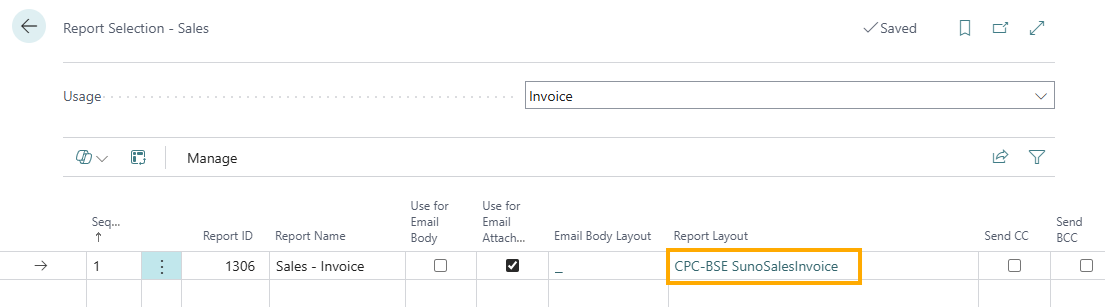 Report Selection - Sales
Saved
Usage
Invoice
Manage
Seq...
↑
Report ID
Report Name
Use for
Email
Body
Use for
Email
Attach...
Email Body Layout
Report Layout
Send CC
Send
BCC
→ 1 1306 Sales - Invoice _ CPC-BSE SunoSalesInvoice